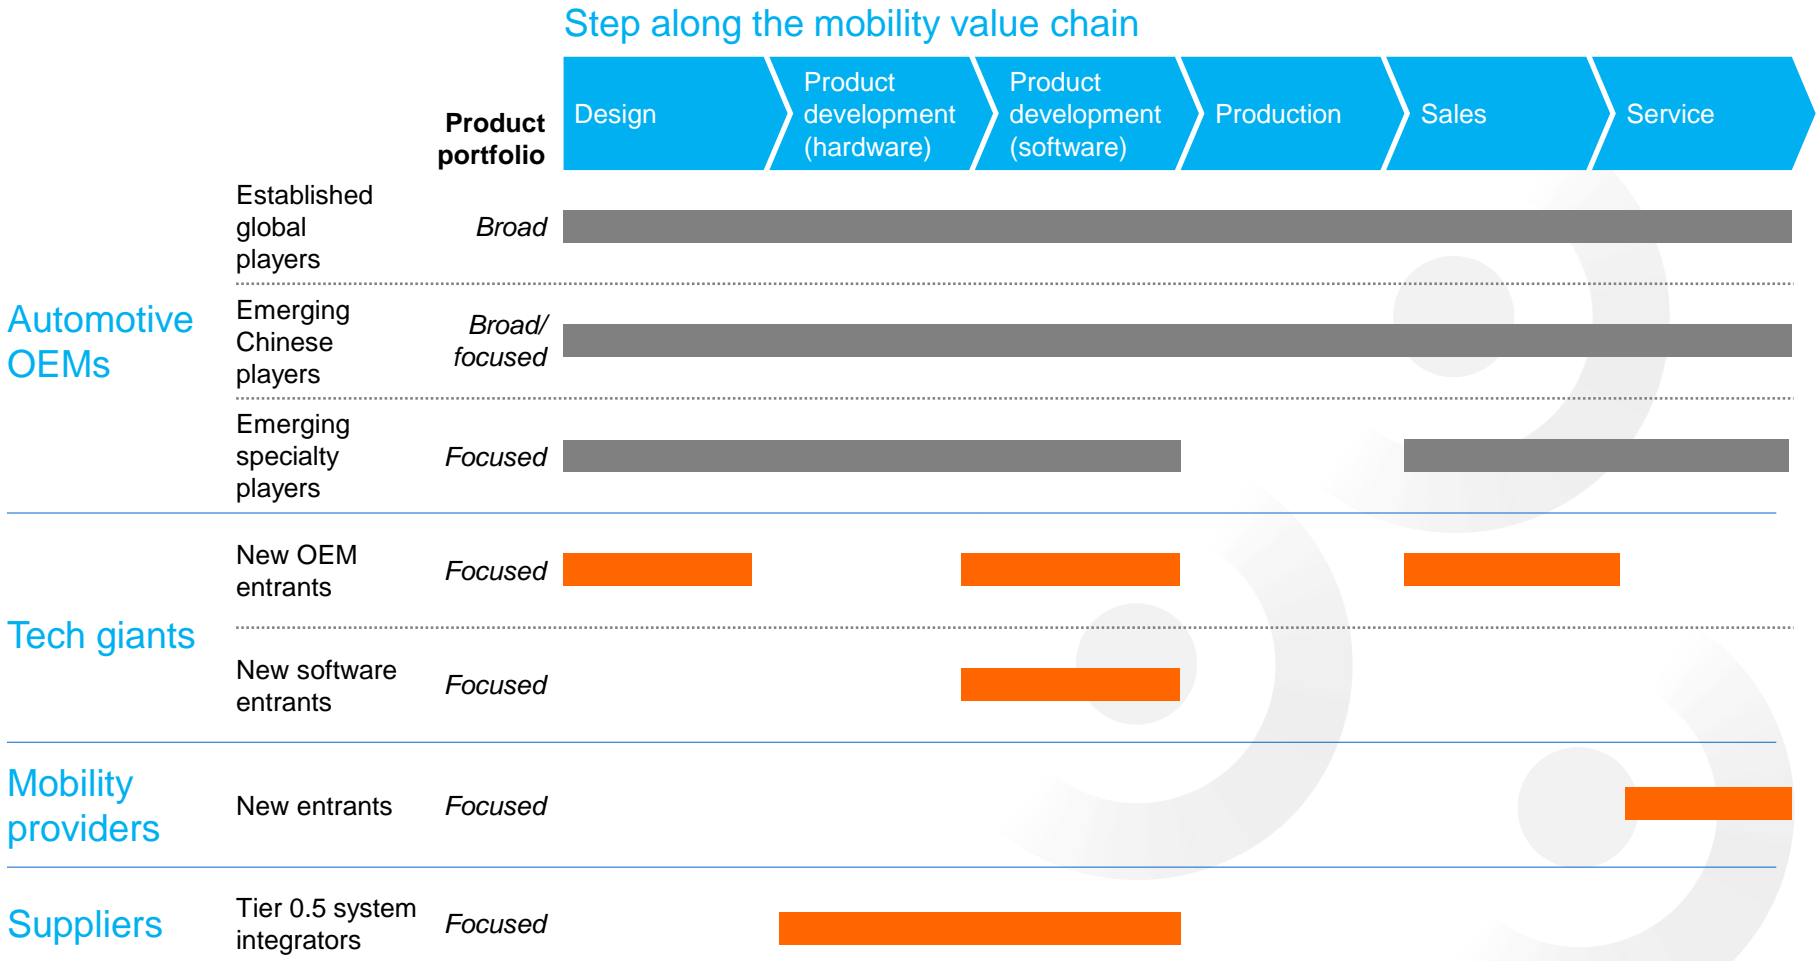 Step along the mobility value chain
Product
portfolio
Design
Product
development
(hardware)
Product
development
(software)
Production
Sales
Service
Automotive
OEMs
Established
global
players
Broad
Emerging
Chinese
players
Broad/
focused
Emerging
specialty
players
Focused
Tech giants
New OEM
entrants
Focused
New software
entrants
Focused
Mobility
providers
New entrants
Focused
Suppliers
Tier 0.5 system
integrators
Focused